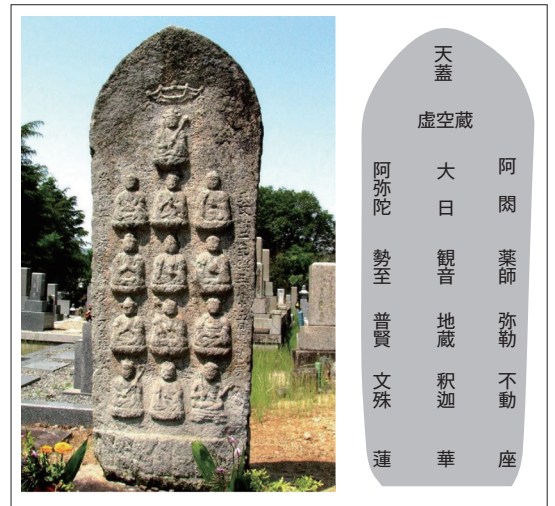 天蓋
虚空蔵
阿弥陀 大日 阿閦
勢至 観音 薬師
普賢 地蔵 弥勒
文殊 釈迦 不動
蓮華座